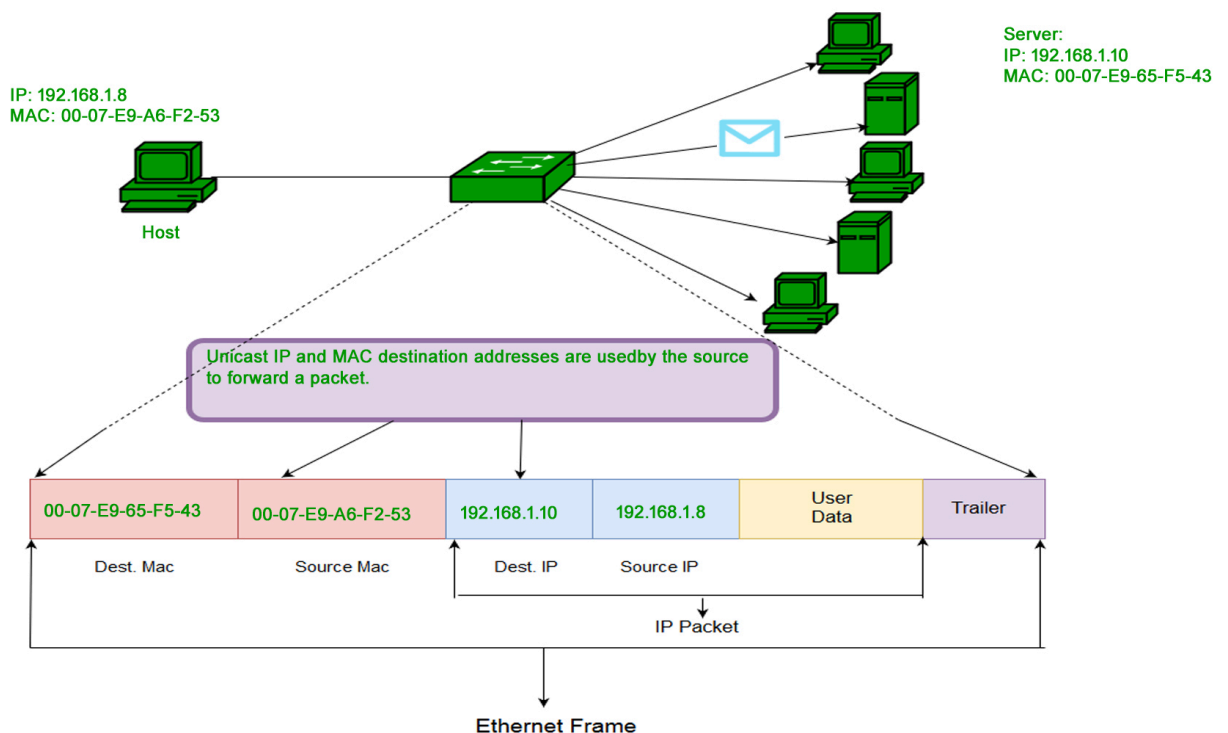 Server:
IP: 192.168.1.10
MAC: 00-07-E9-65-F5-43
IP: 192.168.1.8
MAC: 00-07-E9-A6-F2-53
Host
Unicast IP and MAC destination addresses are usedby the source
to forward a packet.
00-07-E9-65-F5-43
00-07-E9-A6-F2-53
192.168.1.10
192.168.1.8
User
Data
Trailer
Dest. Mac
Source Mac
Dest. IP
Source IP
IP Packet
Ethernet Frame